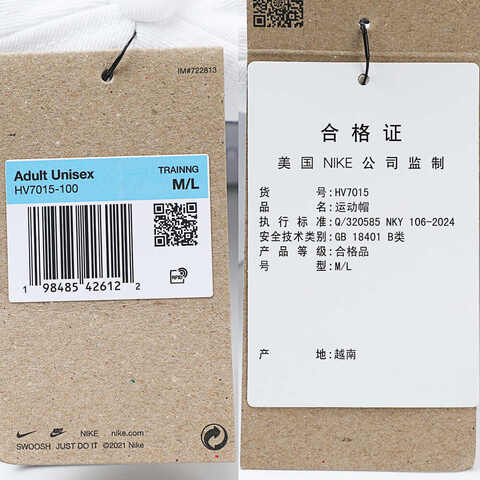 IM#722813
Adult Unisex
TRAINNG
HV7015-100
M/L
RFID
1 98485 42612 2
NIKE nike.com
SWOOSH JUST DO IT ©2021 Nike
合格证
美国 NIKE 公司监制
货号:HV7015
品名:运动帽
执行标准:Q/320585 NKY 106-2024
安全技术类别:GB 18401 B类
产品等级:合格品
号型:M/L
产地:越南